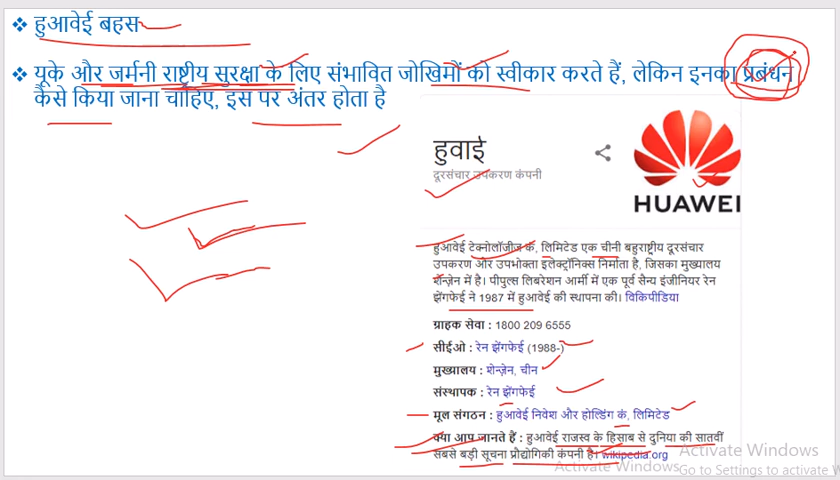 हुआवेई बहस
यूके और जर्मनी राष्ट्रीय सुरक्षा के लिए संभावित जोखिमों को स्वीकार करते हैं, लेकिन इनका प्रबंधन
कैसे किया जाना चाहिए, इस पर अंतर होता है
हुवाई
दूरसंचार उपकरण कंपनी
HUAWEI
हुआवेई टेक्नोलॉजीज कं, लिमिटेड एक चीनी बहुराष्ट्रीय दूरसंचार
उपकरण और उपभोक्ता इलेक्ट्रॉनिक्स निर्माता है, जिसका मुख्यालय
शेन्ज़ेन में है। पीपुल्स लिबरेशन आर्मी में एक पूर्व सैन्य इंजीनियर रेन
झेंगफेई ने 1987 में हुआवेई की स्थापना की। विकिपीडिया
ग्राहक सेवा : 1800 209 6555
सीईओ : रेन झेंगफेई (1988-)
मुख्यालय : शेन्ज़ेन, चीन
संस्थापक : रेन झेंगफेई
मूल संगठन : हुआवेई निवेश और होल्डिंग कं, लिमिटेड
क्या आप जानते हैं : हुआवेई राजस्व के हिसाब से दुनिया की सातवीं
सबसे बड़ी सूचना प्रौद्योगिकी कंपनी है। wikipedia.org
Activate Windows
Activate Windows
Go to Settings to activate W